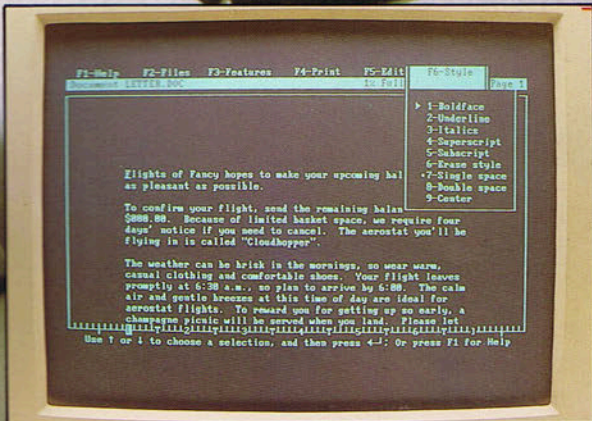 F1-Help F2-Files F3-Features F4-Print F5-Edit F6-Style
Document LETTER.DOC 1% Full Page 1
1-Boldface
2-Underline
3-Italics
4-Superscript
5-Subscript
6-Erase style
7-Single space
8-Double space
9-Center
Flights of Fancy hopes to make your upcoming bal
as pleasant as possible.
To confirm your flight, send the remaining balan
$000.00. Because of limited basket space, we require four
days' notice if you need to cancel. The aerostat you'll be
flying in is called "Cloudhopper".
The weather can be brisk in the mornings, so wear warm,
casual clothing and comfortable shoes. Your flight leaves
promptly at 6:30 a.m., so plan to arrive by 6:00. The calm
air and gentle breezes at this time of day are ideal for
aerostat flights. To reward you for getting up so early, a
champagne picnic will be served when you land. Please let
Use ↑ or ↓ to choose a selection, and then press ↵; Or press F1 for Help